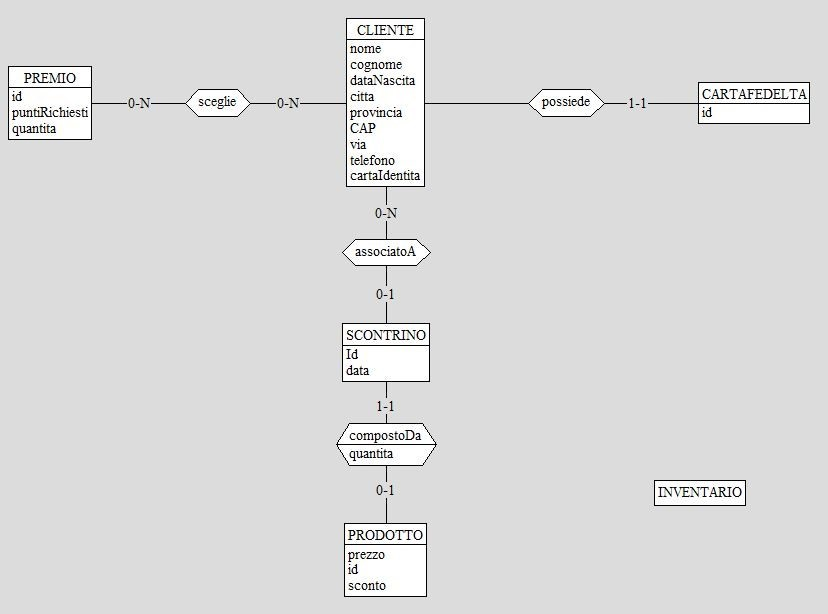 CLIENTE
nome
cognome
dataNascita
citta
provincia
CAP
via
telefono
cartaIdentita
PREMIO
id
puntiRichiesti
quantita
0-N
sceglie
0-N
possiede
1-1
CARTAFEDELTA
id
0-N
associatoA
0-1
SCONTRINO
Id
data
1-1
compostoDa
quantita
0-1
PRODOTTO
prezzo
id
sconto
INVENTARIO